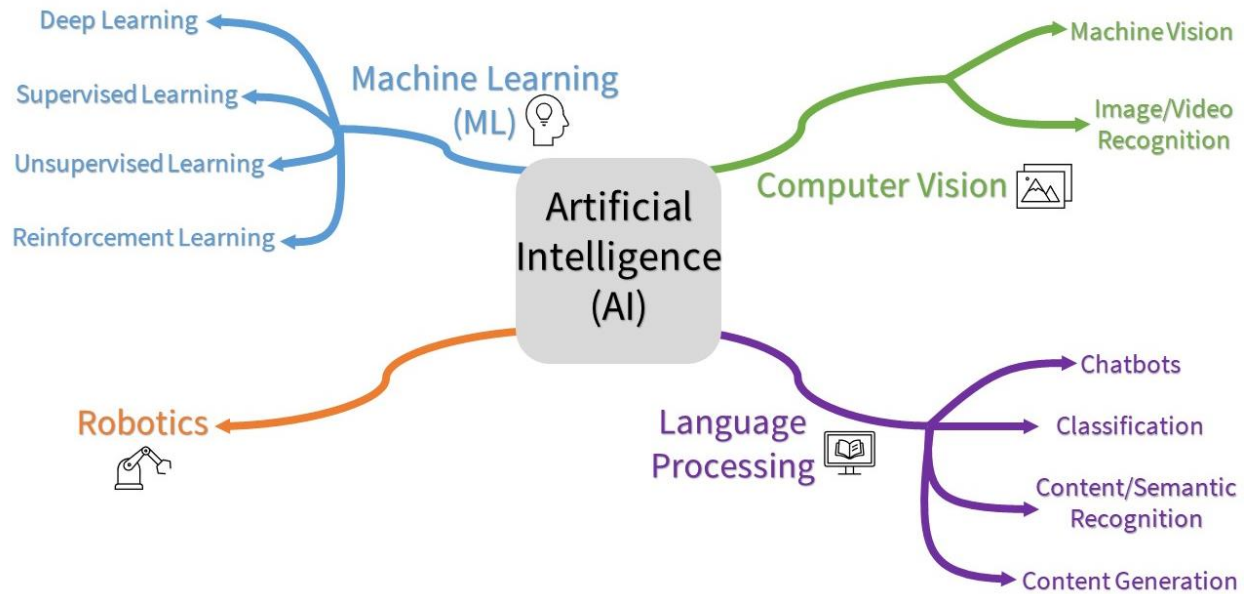 Deep Learning
Supervised Learning
Unsupervised Learning
Reinforcement Learning
Machine Learning
(ML)
Machine Vision
Image/Video
Recognition
Computer Vision
Artificial
Intelligence
(AI)
Robotics
Language
Processing
Chatbots
Classification
Content/Semantic
Recognition
Content Generation